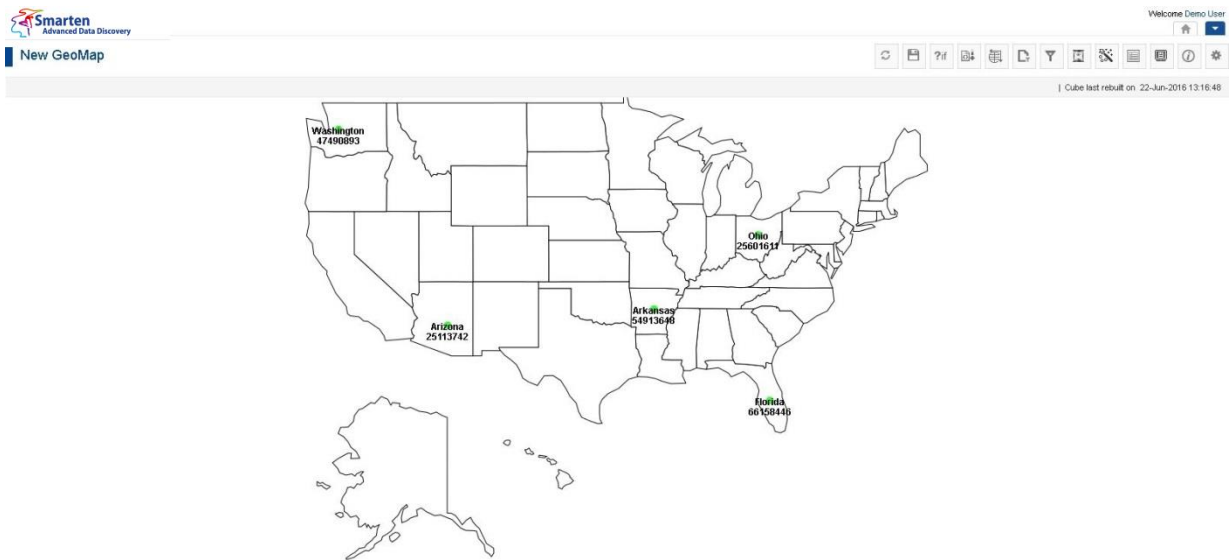 Smarten
Advanced Data Discovery
Welcome Demo User
New GeoMap
?if
| Cube last rebuilt on 22-Jun-2016 13:16:48
Washington
47490893
Ohio
25601611
Arkansas
54913648
Arizona
25113742
Florida
66158446